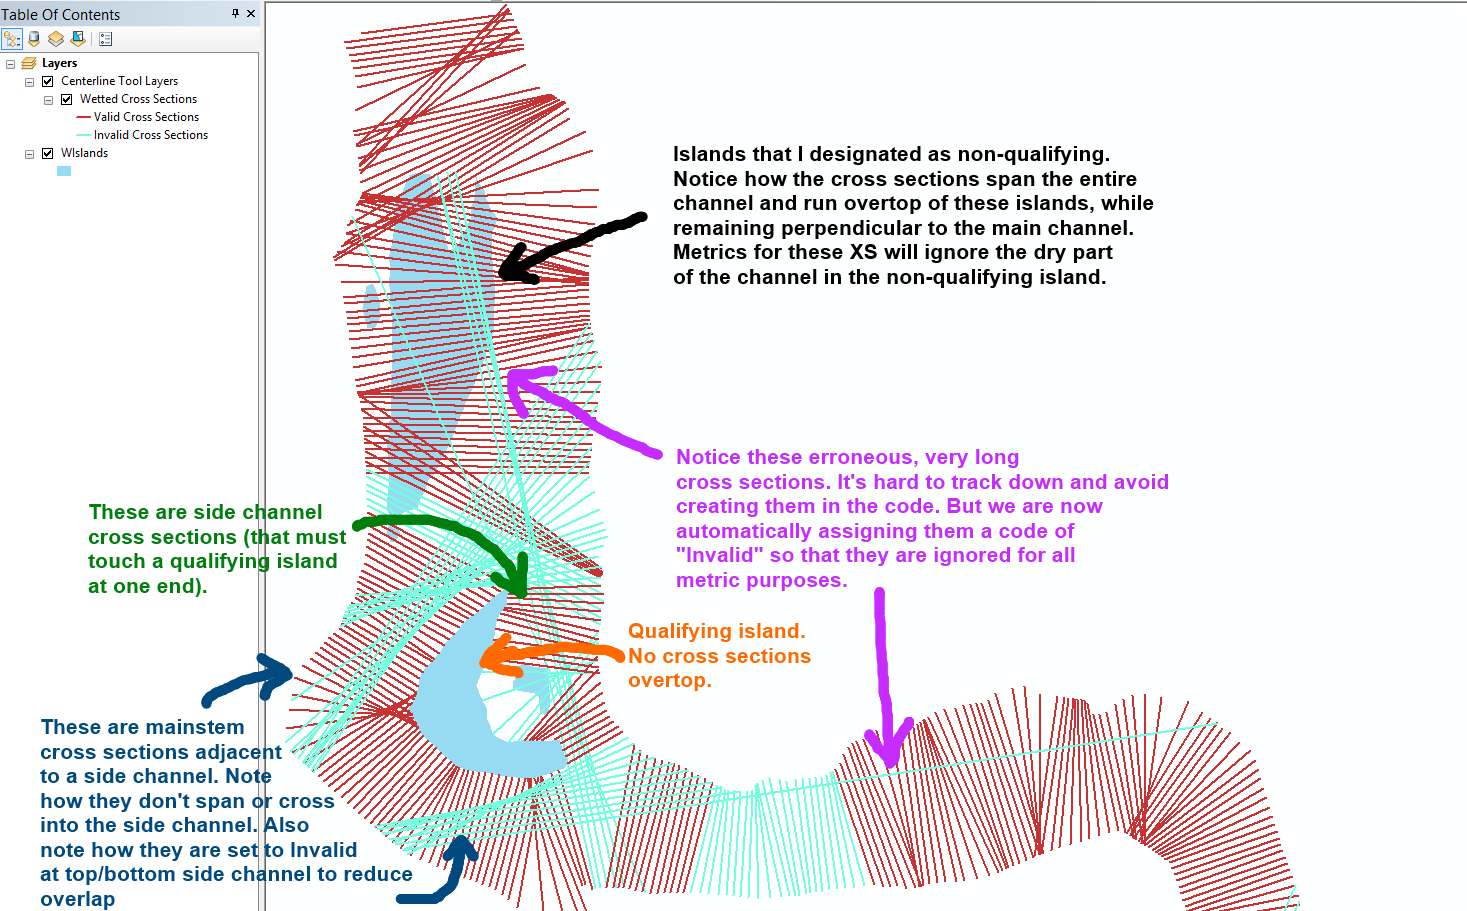 Table Of Contents
Layers
Centerline Tool Layers
Wetted Cross Sections
Valid Cross Sections
Invalid Cross Sections
WIslands
Islands that I designated as non-qualifying.
Notice how the cross sections span the entire
channel and run overtop of these islands, while
remaining perpendicular to the main channel.
Metrics for these XS will ignore the dry part
of the channel in the non-qualifying island.
Notice these erroneous, very long
cross sections. It's hard to track down and avoid
creating them in the code. But we are now
automatically assigning them a code of
"Invalid" so that they are ignored for all
metric purposes.
These are side channel
cross sections (that must
touch a qualifying island
at one end).
Qualifying island.
No cross sections
overtop.
These are mainstem
cross sections adjacent
to a side channel. Note
how they don't span or cross
into the side channel. Also
note how they are set to Invalid
at top/bottom side channel to reduce
overlap